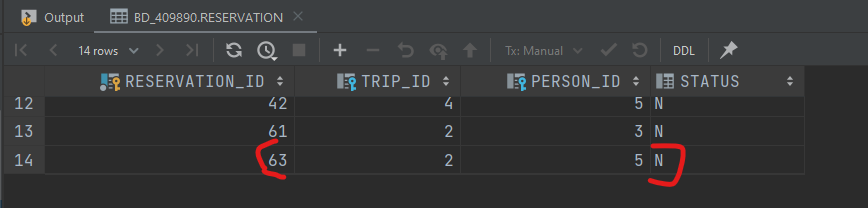 Output BD_409890.RESERVATION
14 rows Tx: Manual DDL
RESERVATION_ID TRIP_ID PERSON_ID STATUS
12 42 4 5 N
13 61 2 3 N
14 63 2 5 N